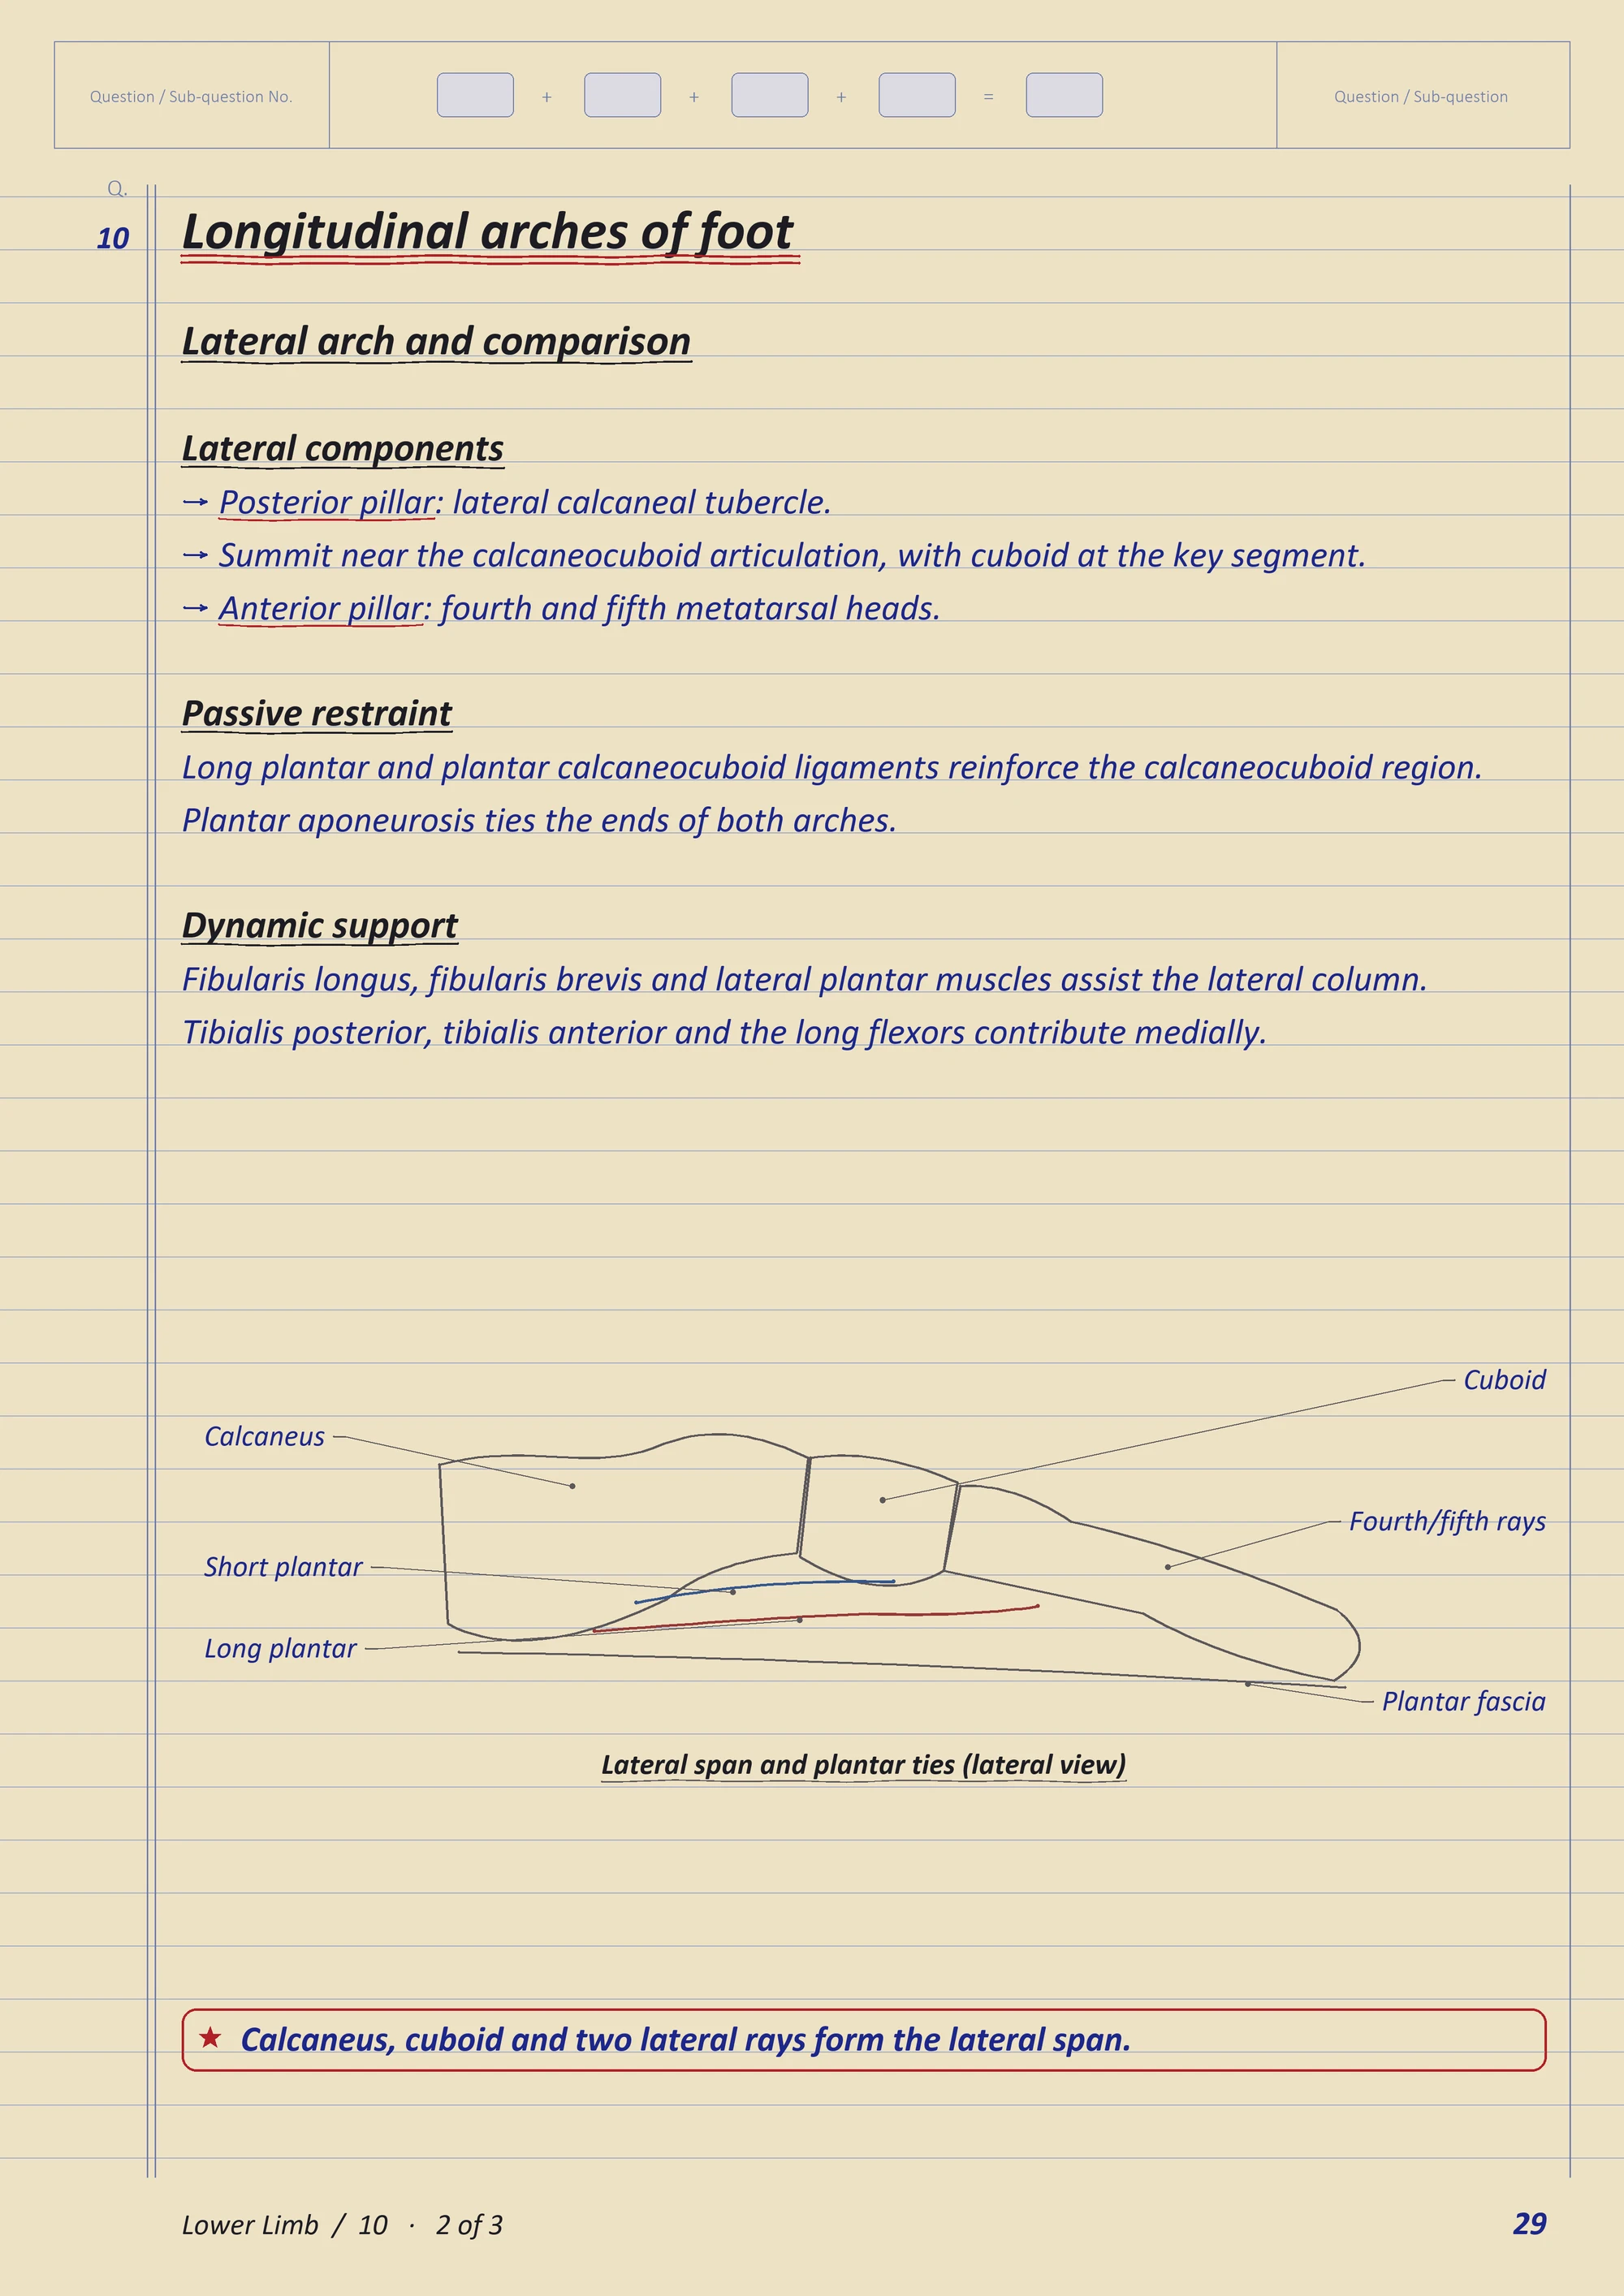 Question / Sub-question No.
+ + + =
Question / Sub-question
Q.
10
Longitudinal arches of foot
Lateral arch and comparison
Lateral components
→ Posterior pillar: lateral calcaneal tubercle.
→ Summit near the calcaneocuboid articulation, with cuboid at the key segment.
→ Anterior pillar: fourth and fifth metatarsal heads.
Passive restraint
Long plantar and plantar calcaneocuboid ligaments reinforce the calcaneocuboid region.
Plantar aponeurosis ties the ends of both arches.
Dynamic support
Fibularis longus, fibularis brevis and lateral plantar muscles assist the lateral column.
Tibialis posterior, tibialis anterior and the long flexors contribute medially.
Cuboid
Calcaneus
Fourth/fifth rays
Short plantar
Long plantar
Plantar fascia
Lateral span and plantar ties (lateral view)
★ Calcaneus, cuboid and two lateral rays form the lateral span.
Lower Limb / 10 · 2 of 3
29